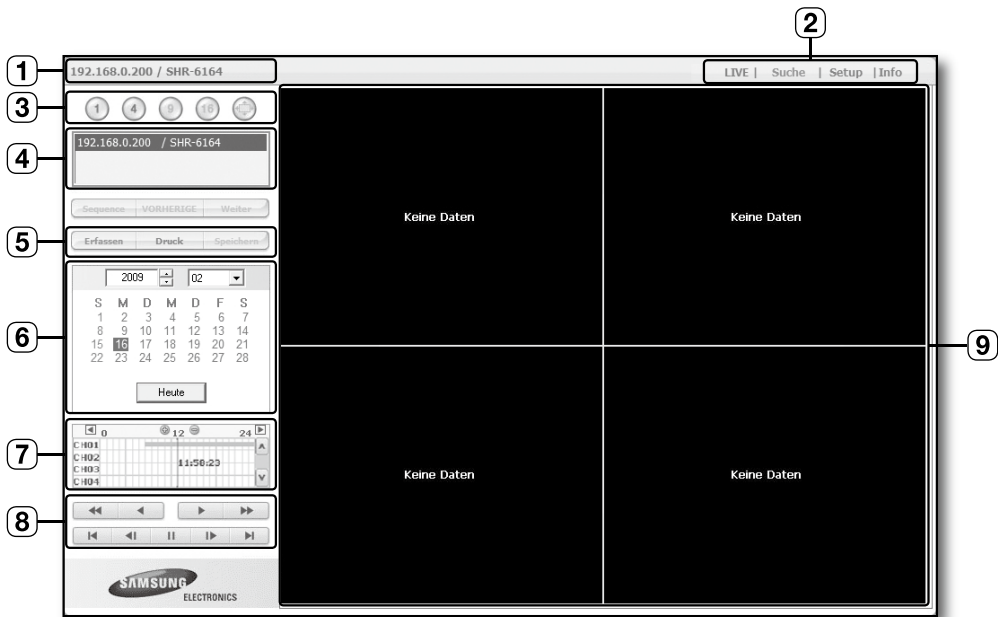 2
1
192.168.0.200 / SHR-6164
LIVE | Suche | Setup |Info
3
1 4 9 16
4
192.168.0.200 / SHR-6164
Sequence VORHERIGE Weiter
5
Erfassen Druck Speichern
6
2009 02
S M D M D F S
1 2 3 4 5 6 7
8 9 10 11 12 13 14
15 16 17 18 19 20 21
22 23 24 25 26 27 28
Heute
7
0 12 24
CH01
CH02
CH03
CH04
11:50:23
8
SAMSUNG
ELECTRONICS
Keine Daten
Keine Daten
Keine Daten
Keine Daten
9